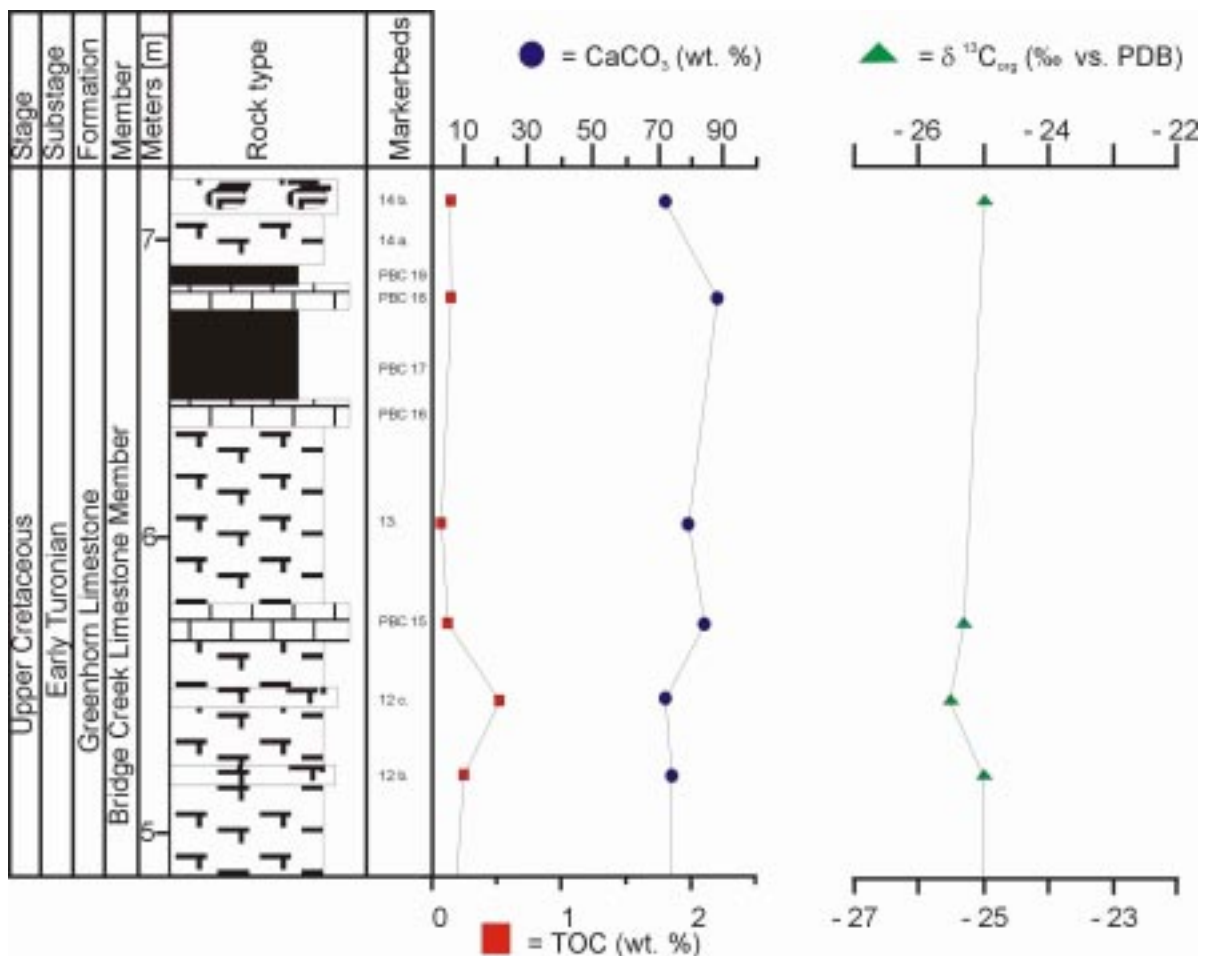 Stage
Substage
Formation
Member
Meters [m]
Rock type
Markerbeds
= CaCO₃ (wt. %)
= δ ¹³C_org (‰ vs. PDB)
10 30 50 70 90
-26 -24 -22
Upper Cretaceous
Early Turonian
Greenhorn Limestone
Bridge Creek Limestone Member
7
6
5
14 b.
14 a.
PBC 19
PBC 18
PBC 17
PBC 16
13.
PBC 15
12 c.
12 b.
0 1 2
-27 -25 -23
= TOC (wt. %)